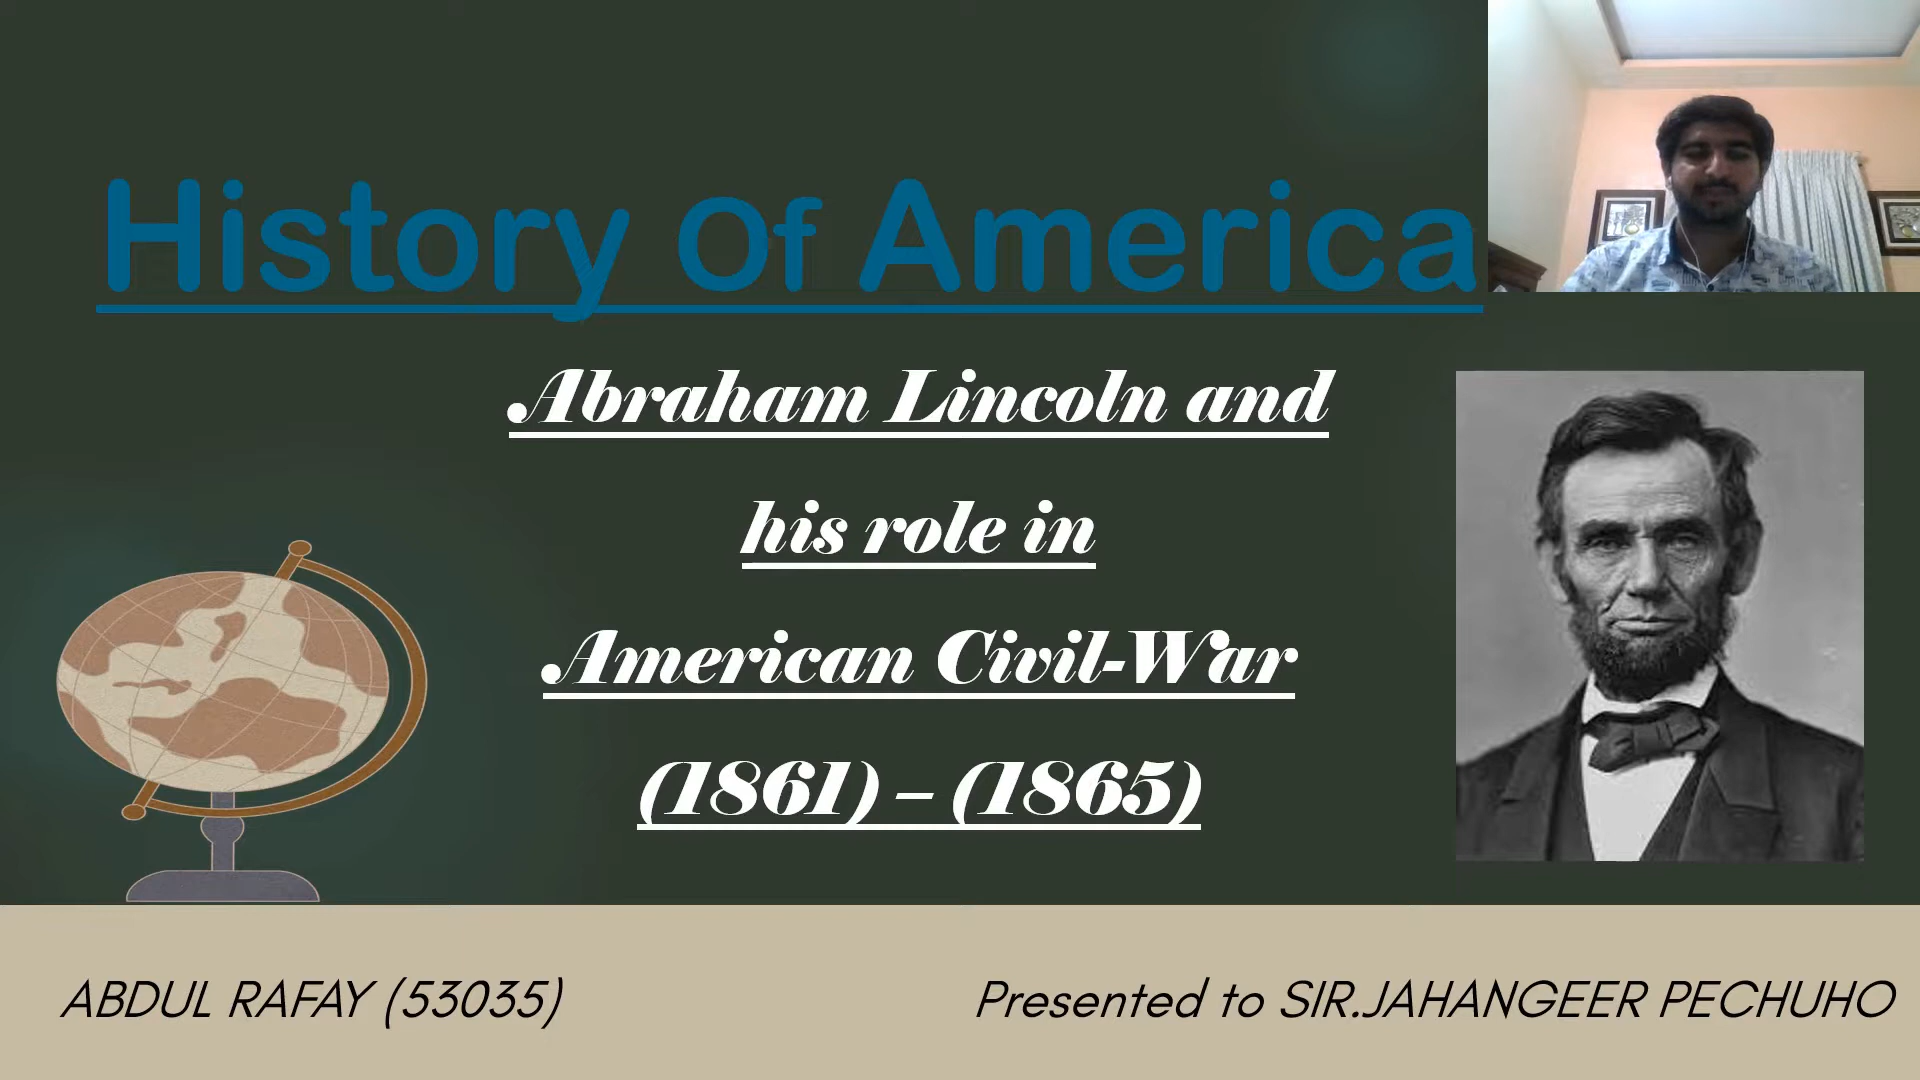 History Of America
Abraham Lincoln and
his role in
American Civil-War
(1861) – (1865)
ABDUL RAFAY (53035)
Presented to SIR.JAHANGEER PECHUHO